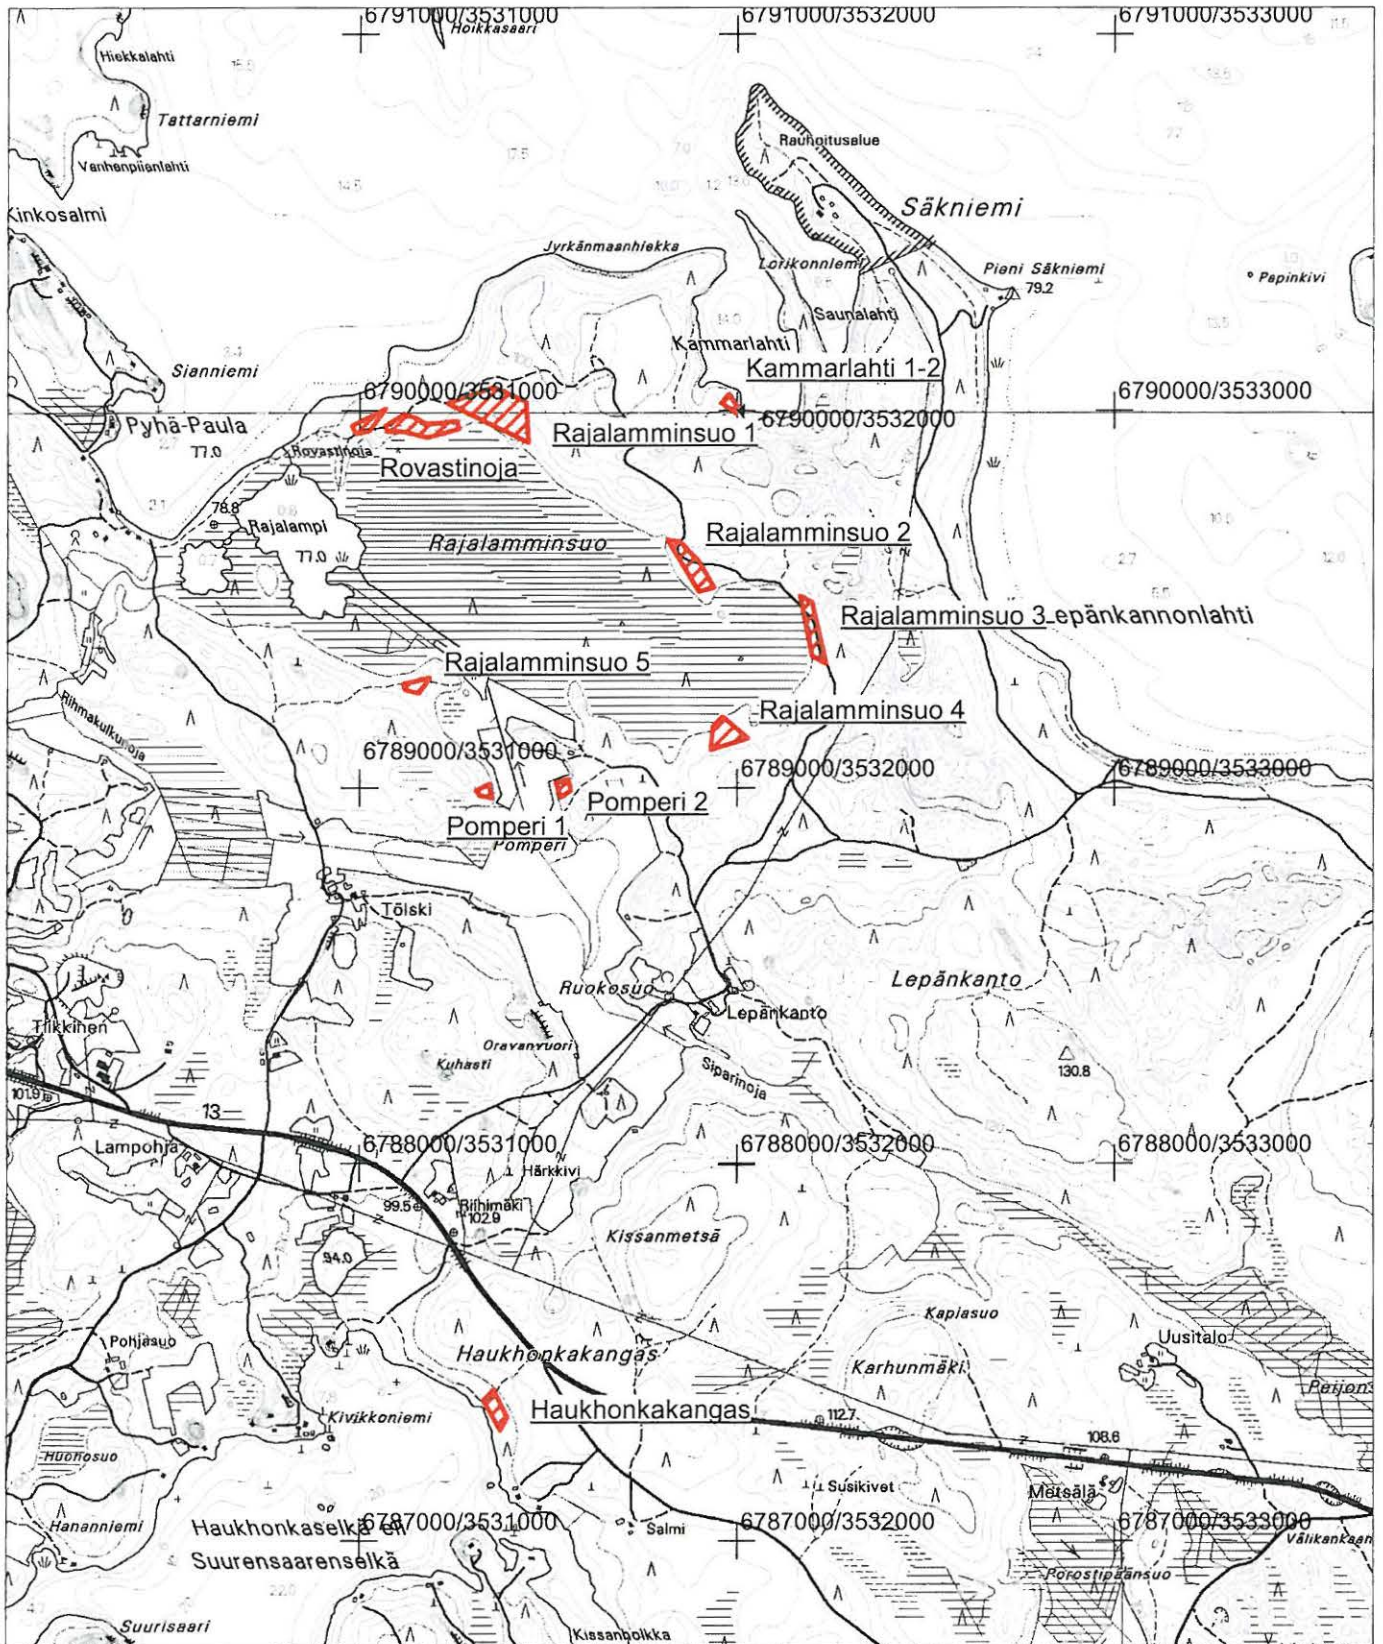 6791000/3531000
6791000/3532000
6791000/3533000
Hoikkasaari
Hiekkalahti
Tattarniemi
Vanhanpiianlahti
Rauhoitusalue
Kinkosalmi
Säkniemi
Jyrkänmaanhiekka
Lorikonniemi
Pieni Säkniemi
79.2
Papinkivi
Saunalahti
Kammarlahti
Sianniemi
Kammarlahti 1-2
6790000/3531000
6790000/3533000
6790000/3532000
Pyhä-Paula
77.0
Rajalamminsuo 1
Rovastinoja
Rovastinoja
78.8
Rajalampi
77.0
Rajalamminsuo
Rajalamminsuo 2
Rajalamminsuo 3
epänkannonlahti
Rajalamminsuo 5
Rajalamminsuo 4
Riihmakulkunoja
6789000/3531000
6789000/3532000
6789000/3533000
Pomperi 2
Pomperi 1
Pomperi
Tölski
Ruokosuo
Lepänkanto
Lepänkanto
Tiikkinen
Oravanvuori
Kuhasti
Siparinoja
130.8
101.9
13
Lampohja
6788000/3531000
6788000/3532000
6788000/3533000
Härkkivi
99.5
Riihimäki
102.9
Kissanmetsä
94.0
Kapiasuo
Uusitalo
Pohjasuo
Haukhonkakangas
Karhunmäki
Peijon
Kivikkoniemi
Haukhonkakangas
112.7
108.6
Huonosuo
Susikivet
Metsälä
Hananniemi
Haukhonkaselkä eli
Suurensaarenselkä
6787000/3531000
Salmi
6787000/3532000
6787000/3533000
Välikankaan
Porostipäänsuo
Suurisaari
Kissanpolkka